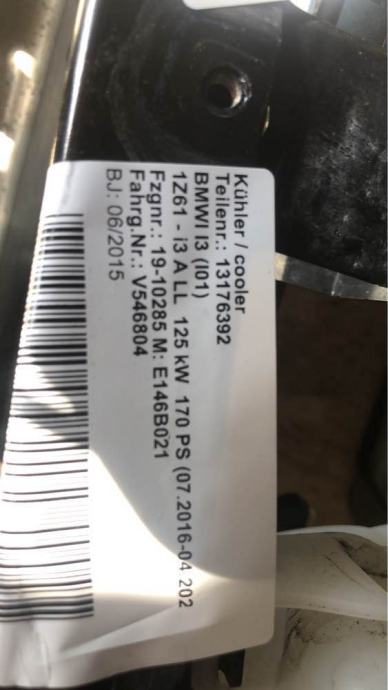 Kühler / cooler
Teilenr.: 13176392
BMWI I3 (I01)
1Z61 - i3 A LL 125 kW 170 PS (07.2016-04.202
Fzgnr.: 19-10285 M: E146B021
Fahrg.Nr.: V546804
BJ: 06/2015